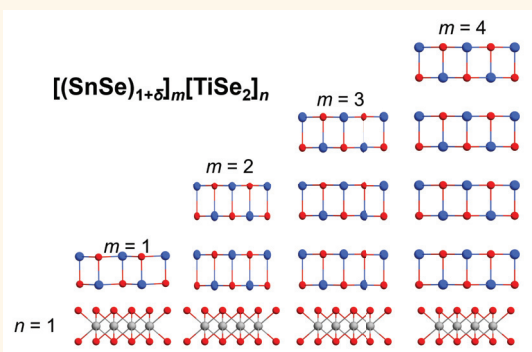 m = 4
[(SnSe)1+δ]m[TiSe2]n
m = 3
m = 2
m = 1
n = 1